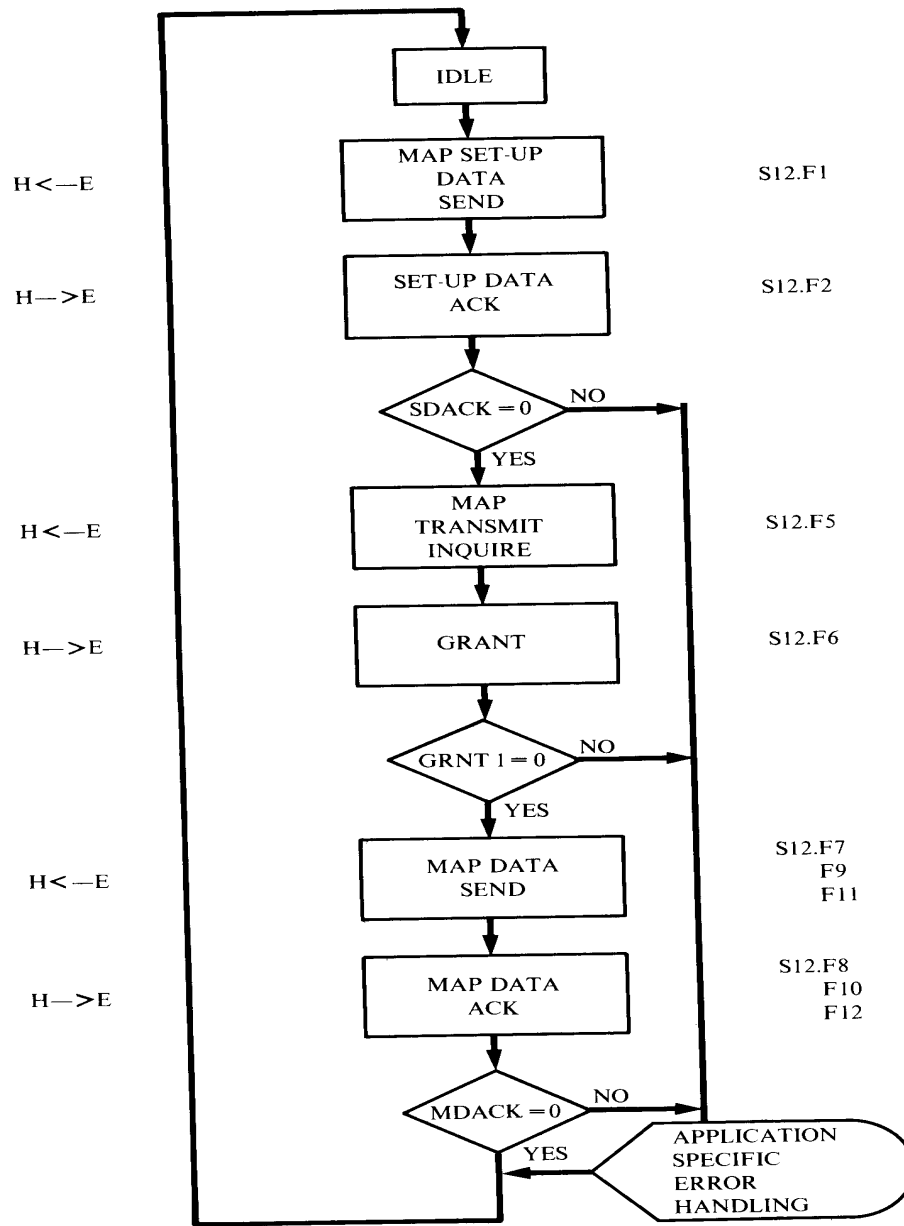 IDLE
MAP SET-UP
DATA
SEND
H<—E
S12.F1
SET-UP DATA
ACK
H—>E
S12.F2
SDACK = 0
NO
YES
MAP
TRANSMIT
INQUIRE
H<—E
S12.F5
GRANT
H—>E
S12.F6
GRNT 1 = 0
NO
YES
MAP DATA
SEND
H<—E
S12.F7
F9
F11
MAP DATA
ACK
H—>E
S12.F8
F10
F12
MDACK = 0
NO
YES
APPLICATION
SPECIFIC
ERROR
HANDLING